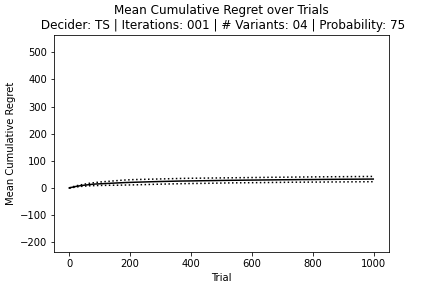 Mean Cumulative Regret over Trials
Decider: TS | Iterations: 001 | # Variants: 04 | Probability: 75
Mean Cumulative Regret
500
400
300
200
100
0
−100
−200
0 200 400 600 800 1000
Trial